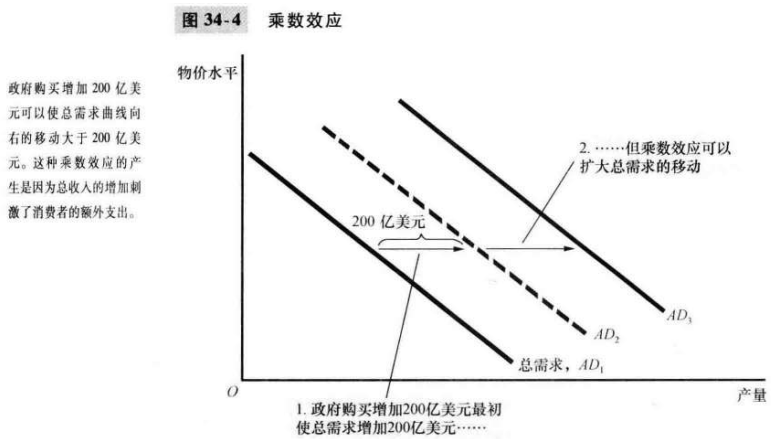 图 34-4 乘数效应
政府购买增加 200 亿美
元可以使总需求曲线向
右的移动大于 200 亿美
元。这种乘数效应的产
生是因为总收入的增加刺
激了消费者的额外支出。
物价水平
2. ……但乘数效应可以
扩大总需求的移动
200 亿美元
AD₃
AD₂
总需求，AD₁
O
产量
1. 政府购买增加200亿美元最初
使总需求增加200亿美元……